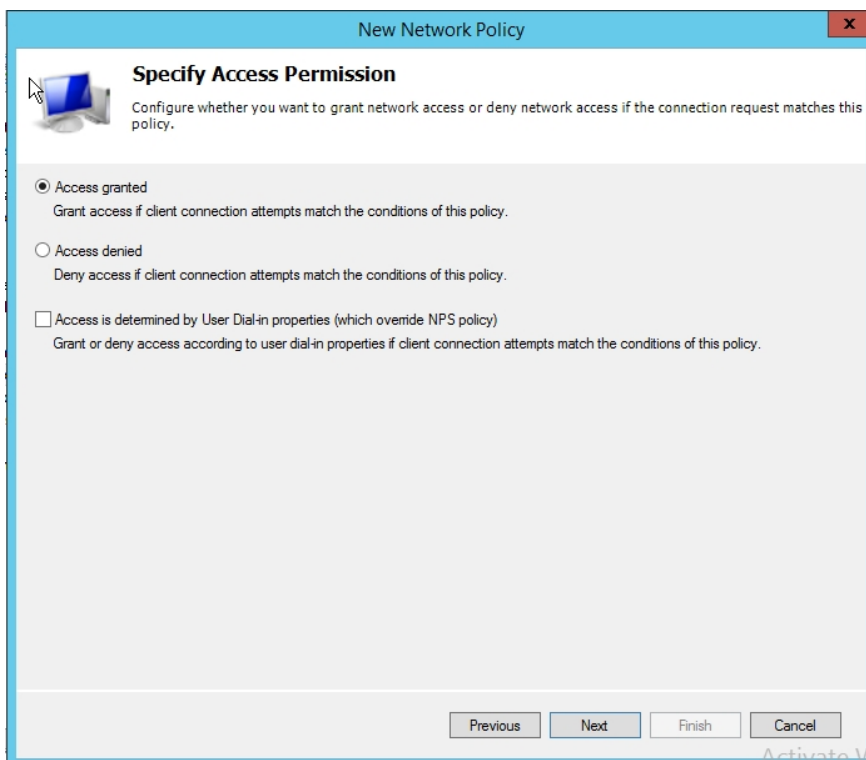 New Network Policy
x
Specify Access Permission
Configure whether you want to grant network access or deny network access if the connection request matches this
policy.
Access granted
Grant access if client connection attempts match the conditions of this policy.
Access denied
Deny access if client connection attempts match the conditions of this policy.
Access is determined by User Dial-in properties (which override NPS policy)
Grant or deny access according to user dial-in properties if client connection attempts match the conditions of this policy.
Previous Next Finish Cancel
Activate